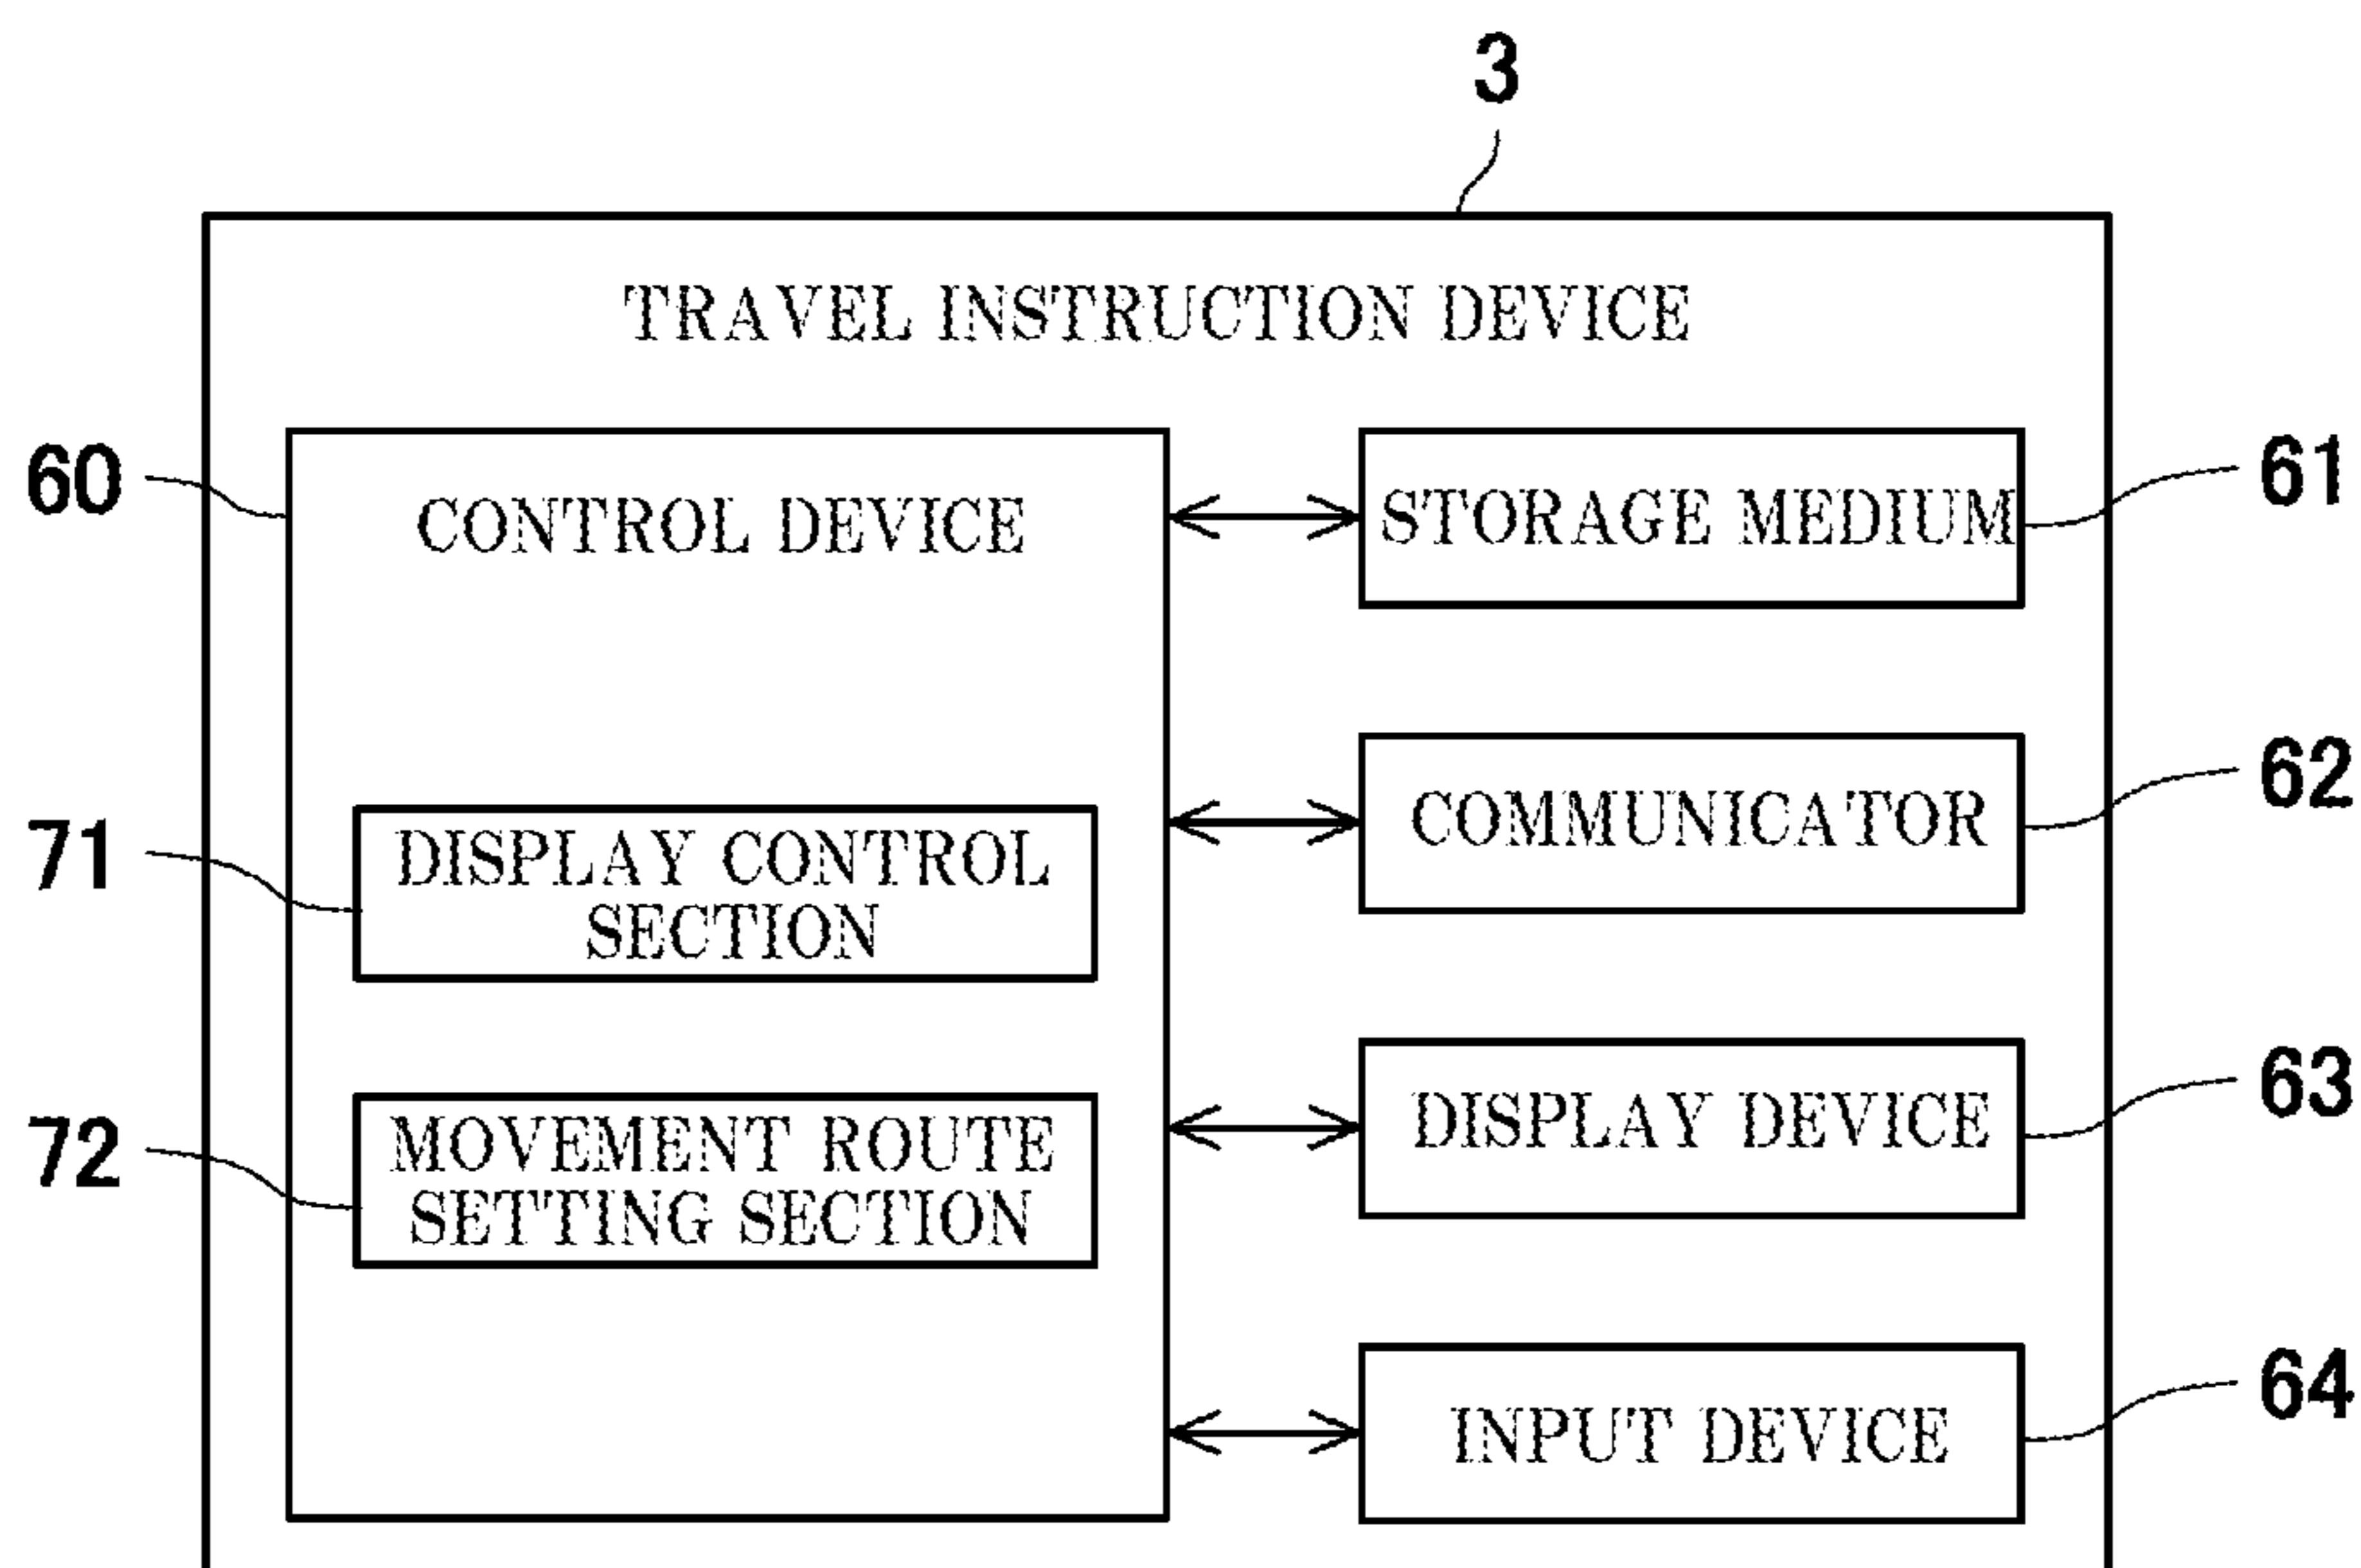 3
TRAVEL INSTRUCTION DEVICE
60
CONTROL DEVICE
STORAGE MEDIUM
61
COMMUNICATOR
62
71
DISPLAY CONTROL
SECTION
DISPLAY DEVICE
63
72
MOVEMENT ROUTE
SETTING SECTION
INPUT DEVICE
64